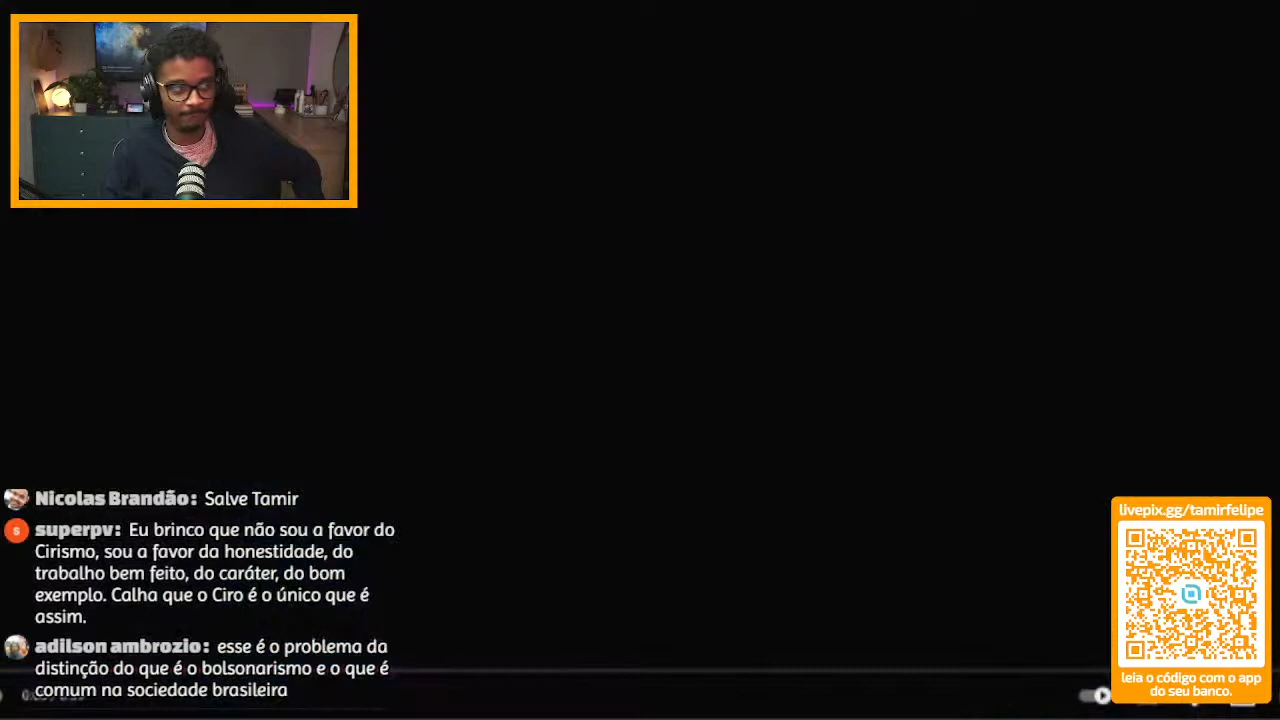 Nicolas Brandão: Salve Tamir
superpv: Eu brinco que não sou a favor do
Cirismo, sou a favor da honestidade, do
trabalho bem feito, do caráter, do bom
exemplo. Calha que o Ciro é o único que é
assim.
adilson ambrozio: esse é o problema da
distinção do que é o bolsonarismo e o que é
comum na sociedade brasileira
livepix.gg/tamirfelipe
leia o código com o app
do seu banco.